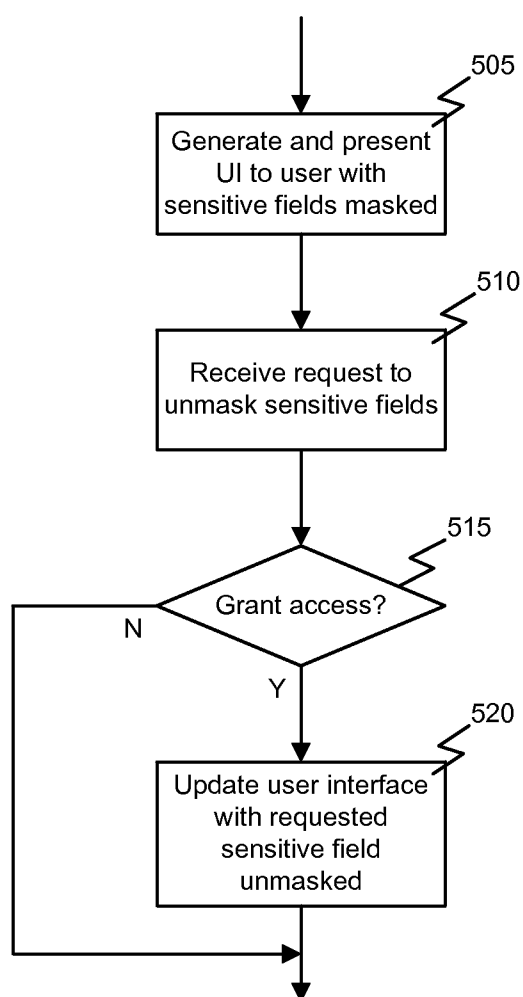 505
Generate and present
UI to user with
sensitive fields masked
510
Receive request to
unmask sensitive fields
515
Grant access?
N
Y
520
Update user interface
with requested
sensitive field
unmasked